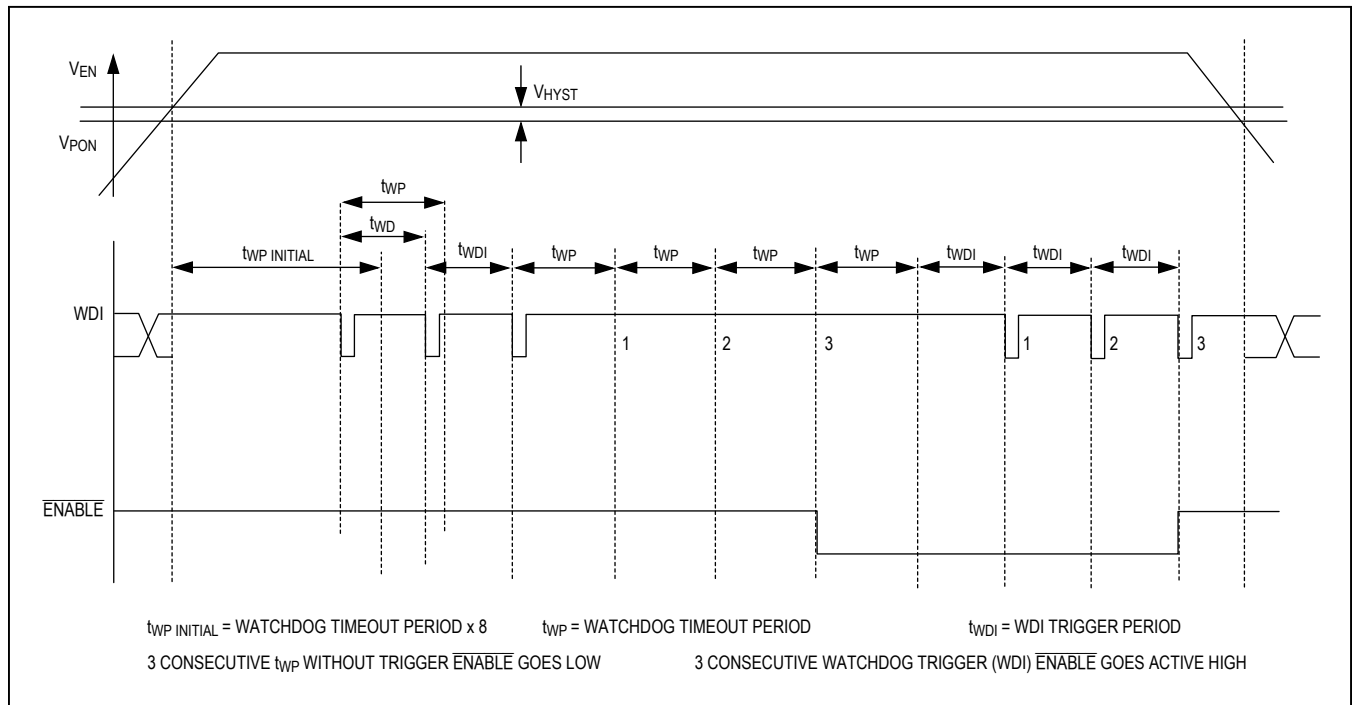 VEN
VHYST
VPON
tWP
tWD
tWP INITIAL
tWDI
tWP
tWP
tWP
tWP
tWDI
tWDI
tWDI
WDI
1
2
3
1
2
3
ENABLE
tWP INITIAL = WATCHDOG TIMEOUT PERIOD x 8
tWP = WATCHDOG TIMEOUT PERIOD
tWDI = WDI TRIGGER PERIOD
3 CONSECUTIVE tWP WITHOUT TRIGGER ENABLE GOES LOW
3 CONSECUTIVE WATCHDOG TRIGGER (WDI) ENABLE GOES ACTIVE HIGH